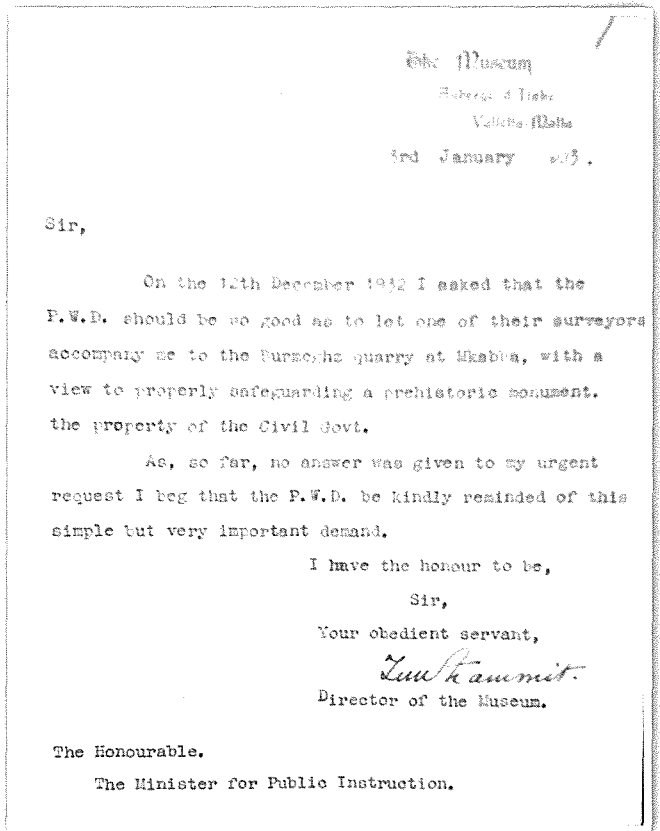 The Museum
Auberge d'Italie
Valletta-Malta
3rd January 
Sir,
On the 12th December 1932 I asked that the
P.W.D. should be so good as to let one of their surveyors
accompany me to the quarry at Mkabba, with a
view to properly safeguarding a prehistoric monument.
the property of the Civil Govt.
As, so far, no answer was given to my urgent
request I beg that the P.W.D. be kindly reminded of this
simple but very important demand.
I have the honour to be,
Sir,
Your obedient servant,
Zammit.
Director of the Museum.
The Honourable.
The Minister for Public Instruction.